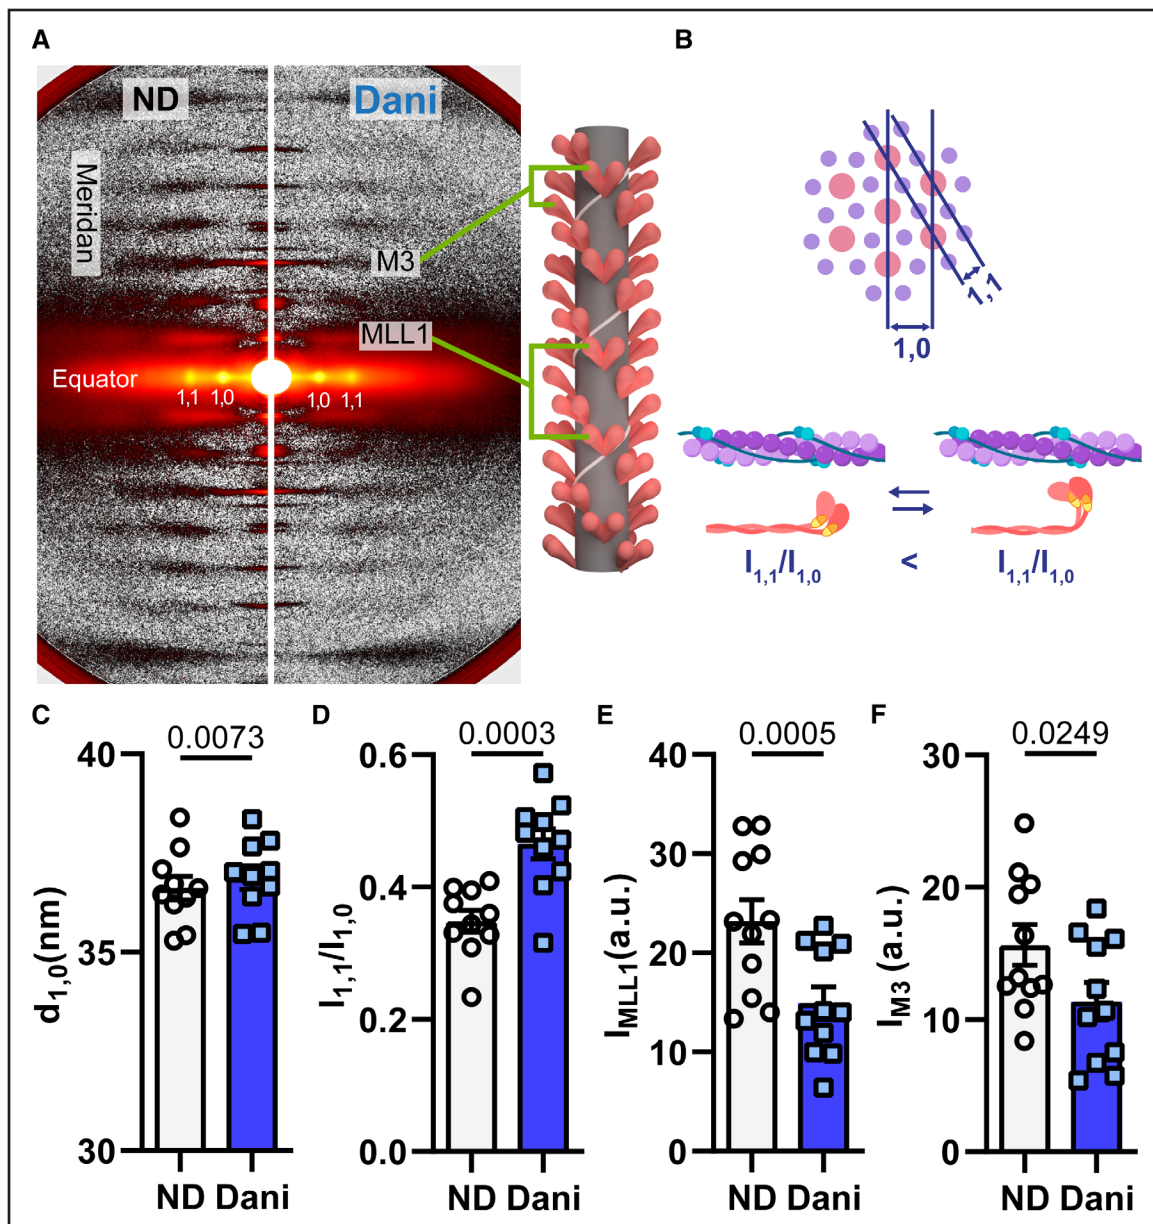 A
ND
Dani
Meridan
M3
MLL1
Equator
1,1
1,0
1,0
1,1
B
1,1
1,0
I1,1/I1,0
<
I1,1/I1,0
C
0.0073
d1,0(nm)
40
35
30
ND Dani
D
0.0003
I1,1/I1,0
0.6
0.4
0.2
0.0
ND Dani
E
0.0005
IMLL1(a.u.)
40
30
20
10
0
ND Dani
F
0.0249
IM3 (a.u.)
30
20
10
0
ND Dani